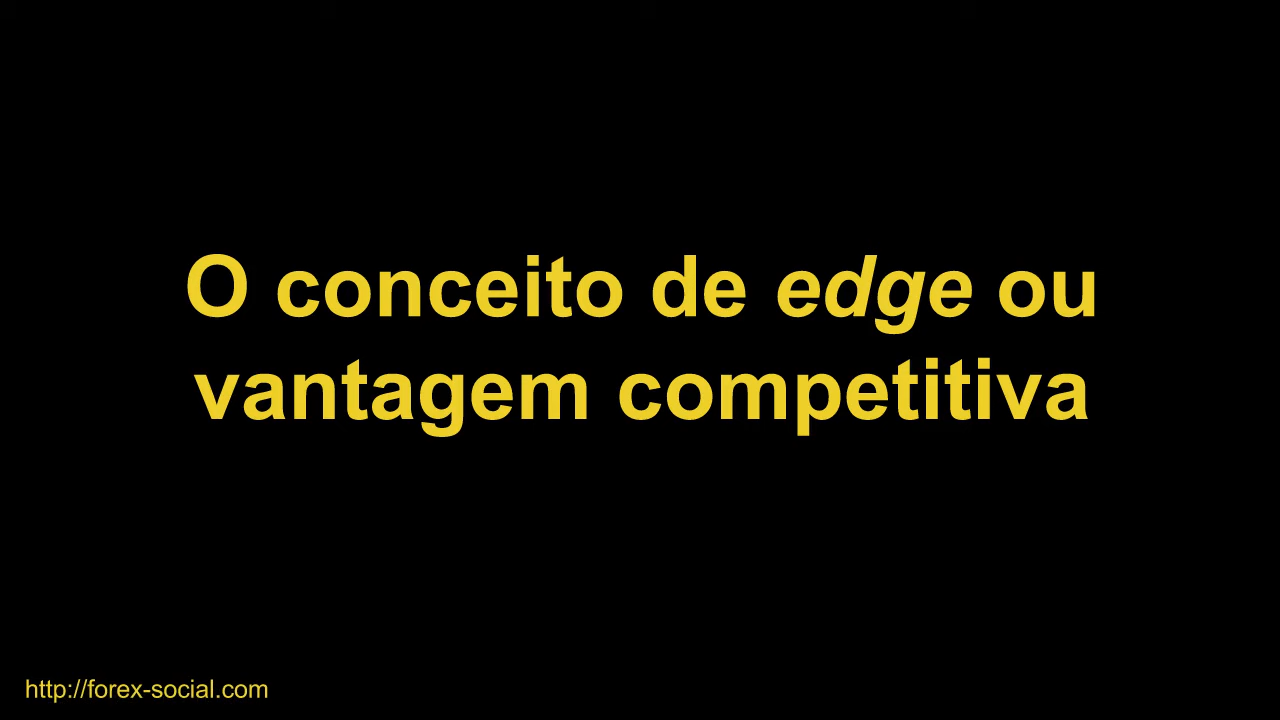 O conceito de edge ou
vantagem competitiva
http://forex-social.com